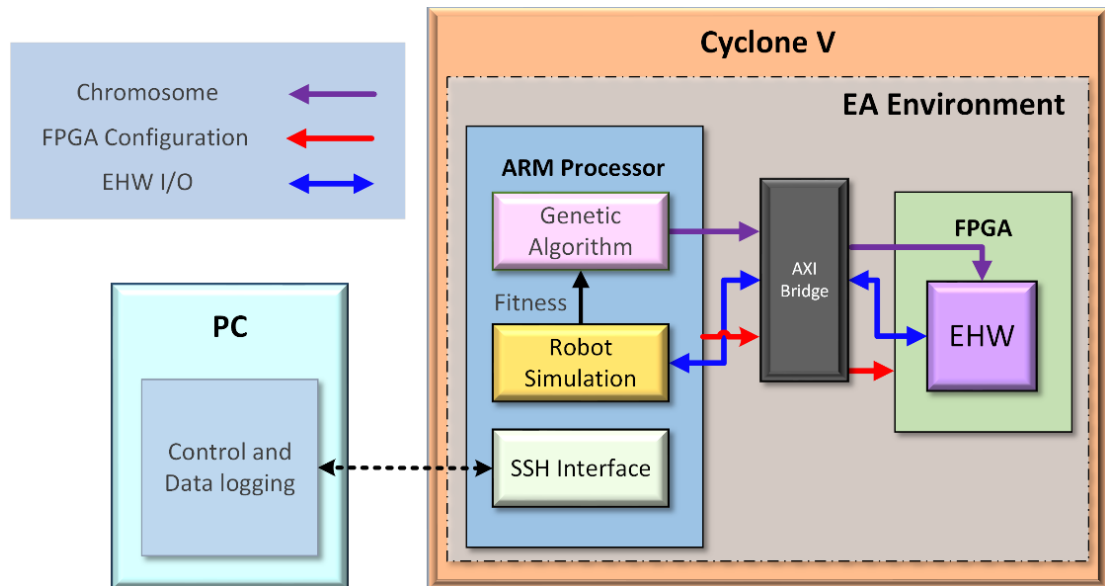 Chromosome
FPGA Configuration
EHW I/O
PC
Control and
Data logging
Cyclone V
EA Environment
ARM Processor
Genetic
Algorithm
Fitness
Robot
Simulation
SSH Interface
AXI
Bridge
FPGA
EHW